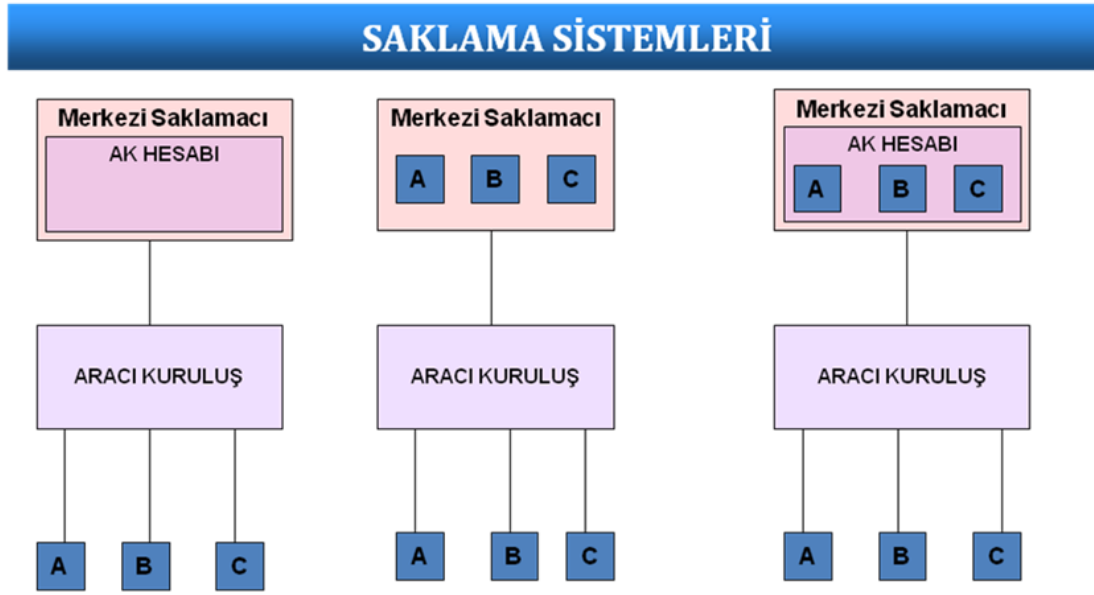 SAKLAMA SİSTEMLERİ
Merkezi Saklamacı
AK HESABI
ARACI KURULUŞ
A
B
C
Merkezi Saklamacı
A
B
C
ARACI KURULUŞ
A
B
C
Merkezi Saklamacı
AK HESABI
A
B
C
ARACI KURULUŞ
A
B
C